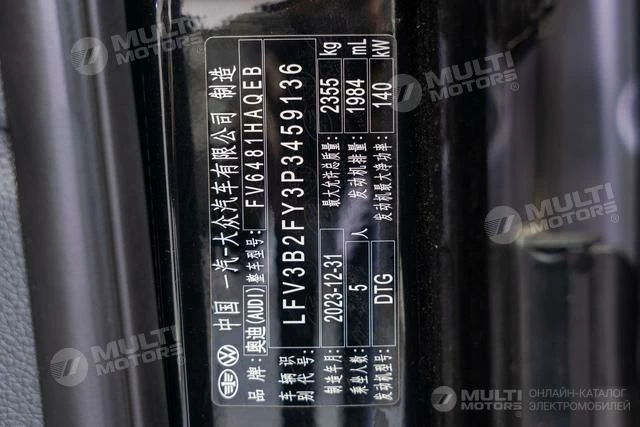 中国 一汽-大众汽车有限公司 制造
品牌: 奥迪(AUDI) 整车型号: FV6481HAQEB
车辆识别代号: LFV3B2FY3P3459136
制造年月: 2023-12-31 最大允许总质量: 2355 kg
乘坐人数: 5 人 发动机排量: 1984 mL
发动机型号: DTG 发动机最大净功率: 140 kW
MULTI MOTORS®
MULTI MOTORS®
MULTI MOTORS®
MULTI MOTORS®
MULTI MOTORS®
ОНЛАЙН-КАТАЛОГ
ЭЛЕКТРОМОБИЛЕЙ